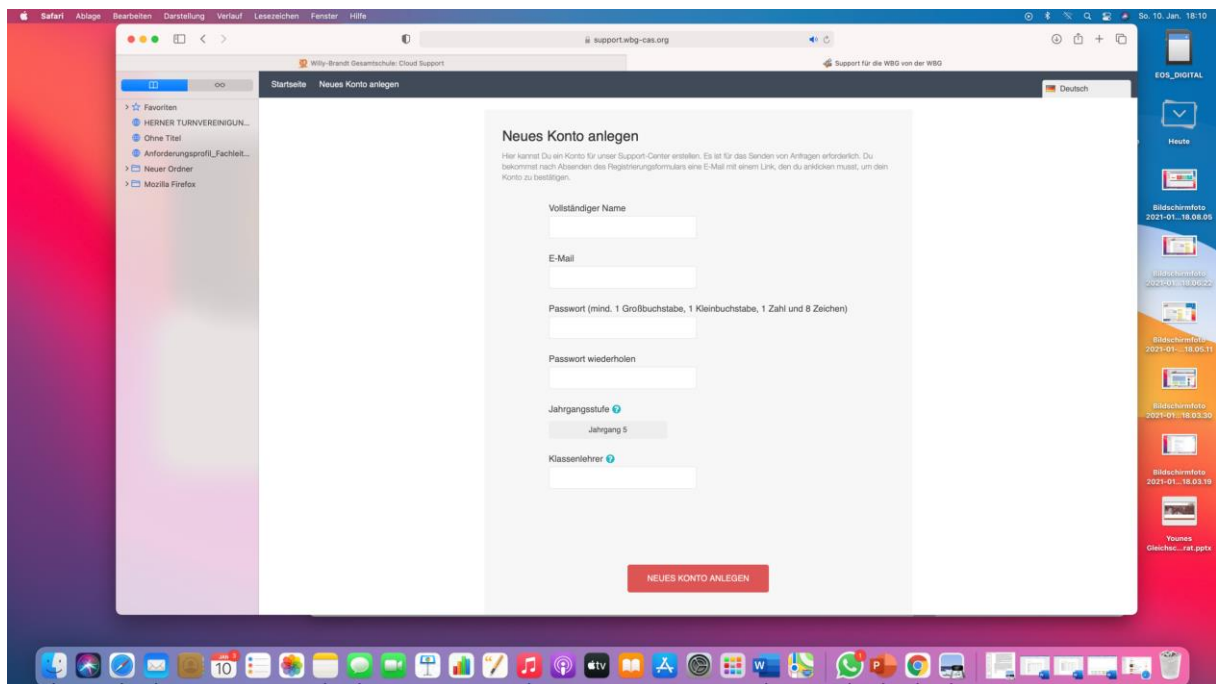 Safari Ablage Bearbeiten Darstellung Verlauf Lesezeichen Fenster Hilfe
So. 10. Jan. 18:10
support.wbg-cas.org
Willy-Brandt Gesamtschule: Cloud Support
Support für die WBG von der WBG
Startseite Neues Konto anlegen
Deutsch
Favoriten
HERNER TURNVEREINIGUN...
Ohne Titel
Anforderungsprofil_Fachleit...
Neuer Ordner
Mozilla Firefox
Neues Konto anlegen
Hier kannst Du ein Konto für unser Support-Center erstellen. Es ist für das Senden von Anfragen erforderlich. Du
bekommst nach Absenden des Registrierungsformulars eine E-Mail mit einem Link, den du anklicken musst, um dein
Konto zu bestätigen.
Vollständiger Name
E-Mail
Passwort (mind. 1 Großbuchstabe, 1 Kleinbuchstabe, 1 Zahl und 8 Zeichen)
Passwort wiederholen
Jahrgangsstufe
Jahrgang 5
Klassenlehrer
NEUES KONTO ANLEGEN
EOS_DIGITAL
Heute
Bildschirmfoto
2021-01...18.08.05
Bildschirmfoto
2021-01...18.06.22
Bildschirmfoto
2021-01-...18.05.11
Bildschirmfoto
2021-01...18.03.30
Bildschirmfoto
2021-01...18.03.19
Younes
Gleichsc...rat.pptx
10
tv